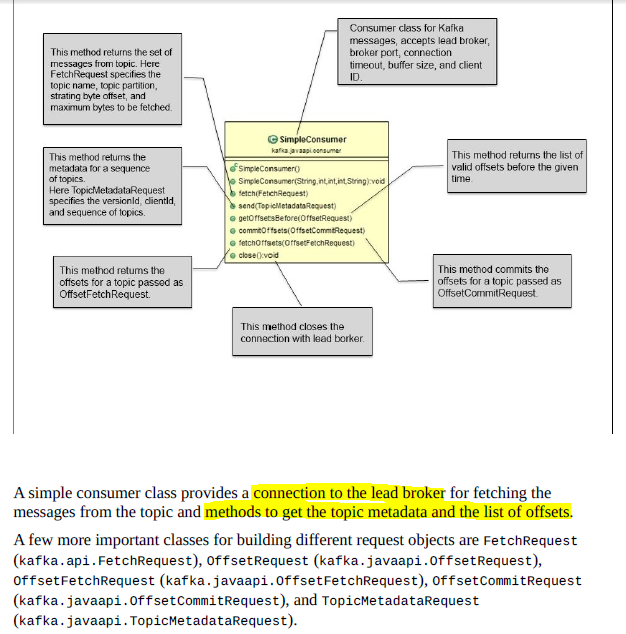 Consumer class for Kafka
messages, accepts lead broker,
broker port, connection
timeout, buffer size, and client
ID.
This method returns the set of
messages from topic. Here
FetchRequest specifies the
topic name, topic partition,
strating byte offset, and
maximum bytes to be fetched.
This method returns the
metadata for a sequence
of topics.
Here TopicMetadataRequest
specifies the versionId, clientId,
and sequence of topics.
SimpleConsumer
kafka.javaapi.consumer
SimpleConsumer()
SimpleConsumer(String,int,int,int,String):void
fetch(FetchRequest)
send(TopicMetadataRequest)
getOffsetsBefore(OffsetRequest)
commitOffsets(OffsetCommitRequest)
fetchOffsets(OffsetFetchRequest)
close():void
This method returns the list of
valid offsets before the given
time.
This method returns the
offsets for a topic passed as
OffsetFetchRequest.
This method commits the
offsets for a topic passed as
OffsetCommitRequest.
This method closes the
connection with lead borker.
A simple consumer class provides a connection to the lead broker for fetching the
messages from the topic and methods to get the topic metadata and the list of offsets.
A few more important classes for building different request objects are FetchRequest
(kafka.api.FetchRequest), OffsetRequest (kafka.javaapi.OffsetRequest),
OffsetFetchRequest (kafka.javaapi.OffsetFetchRequest), OffsetCommitRequest
(kafka.javaapi.OffsetCommitRequest), and TopicMetadataRequest
(kafka.javaapi.TopicMetadataRequest).